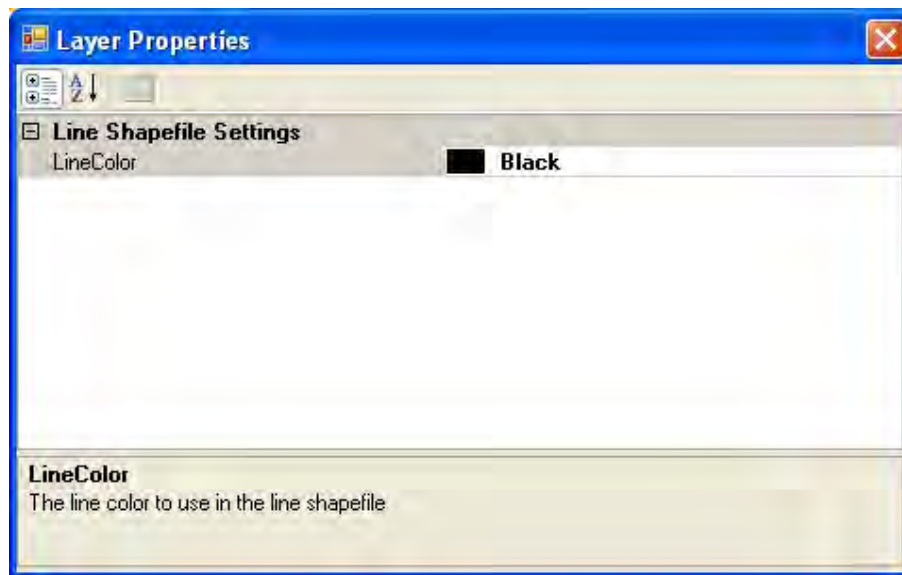 Layer Properties
A
Z
Line Shapefile Settings
LineColor Black
LineColor
The line color to use in the line shapefile